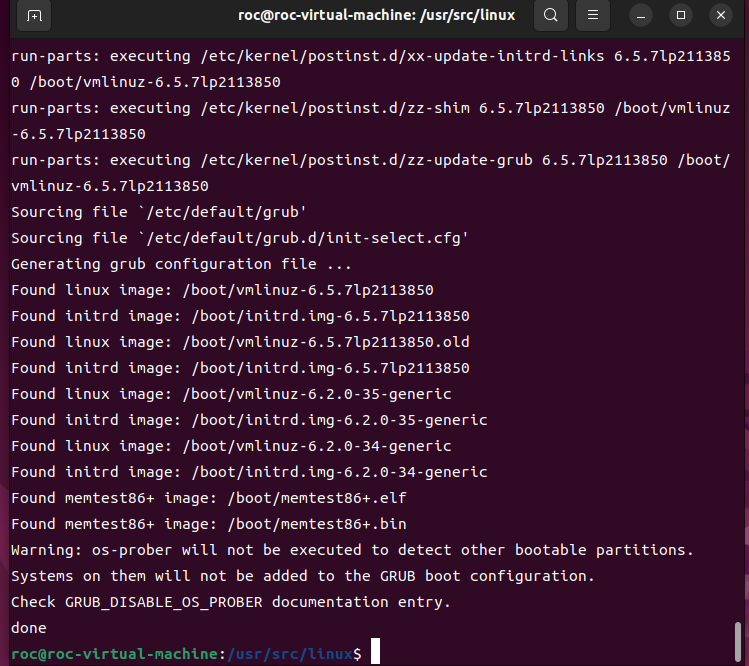 roc@roc-virtual-machine: /usr/src/linux
run-parts: executing /etc/kernel/postinst.d/xx-update-initrd-links 6.5.7lp211385
0 /boot/vmlinuz-6.5.7lp2113850
run-parts: executing /etc/kernel/postinst.d/zz-shim 6.5.7lp2113850 /boot/vmlinuz
-6.5.7lp2113850
run-parts: executing /etc/kernel/postinst.d/zz-update-grub 6.5.7lp2113850 /boot/
vmlinuz-6.5.7lp2113850
Sourcing file `/etc/default/grub'
Sourcing file `/etc/default/grub.d/init-select.cfg'
Generating grub configuration file ...
Found linux image: /boot/vmlinuz-6.5.7lp2113850
Found initrd image: /boot/initrd.img-6.5.7lp2113850
Found linux image: /boot/vmlinuz-6.5.7lp2113850.old
Found initrd image: /boot/initrd.img-6.5.7lp2113850
Found linux image: /boot/vmlinuz-6.2.0-35-generic
Found initrd image: /boot/initrd.img-6.2.0-35-generic
Found linux image: /boot/vmlinuz-6.2.0-34-generic
Found initrd image: /boot/initrd.img-6.2.0-34-generic
Found memtest86+ image: /boot/memtest86+.elf
Found memtest86+ image: /boot/memtest86+.bin
Warning: os-prober will not be executed to detect other bootable partitions.
Systems on them will not be added to the GRUB boot configuration.
Check GRUB_DISABLE_OS_PROBER documentation entry.
done
roc@roc-virtual-machine:/usr/src/linux$